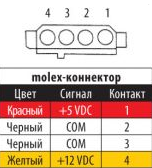 4 3 2 1
molex-коннектор
Цвет Сигнал Контакт
Красный +5 VDC 1
Черный COM 2
Черный COM 3
Желтый +12 VDC 4